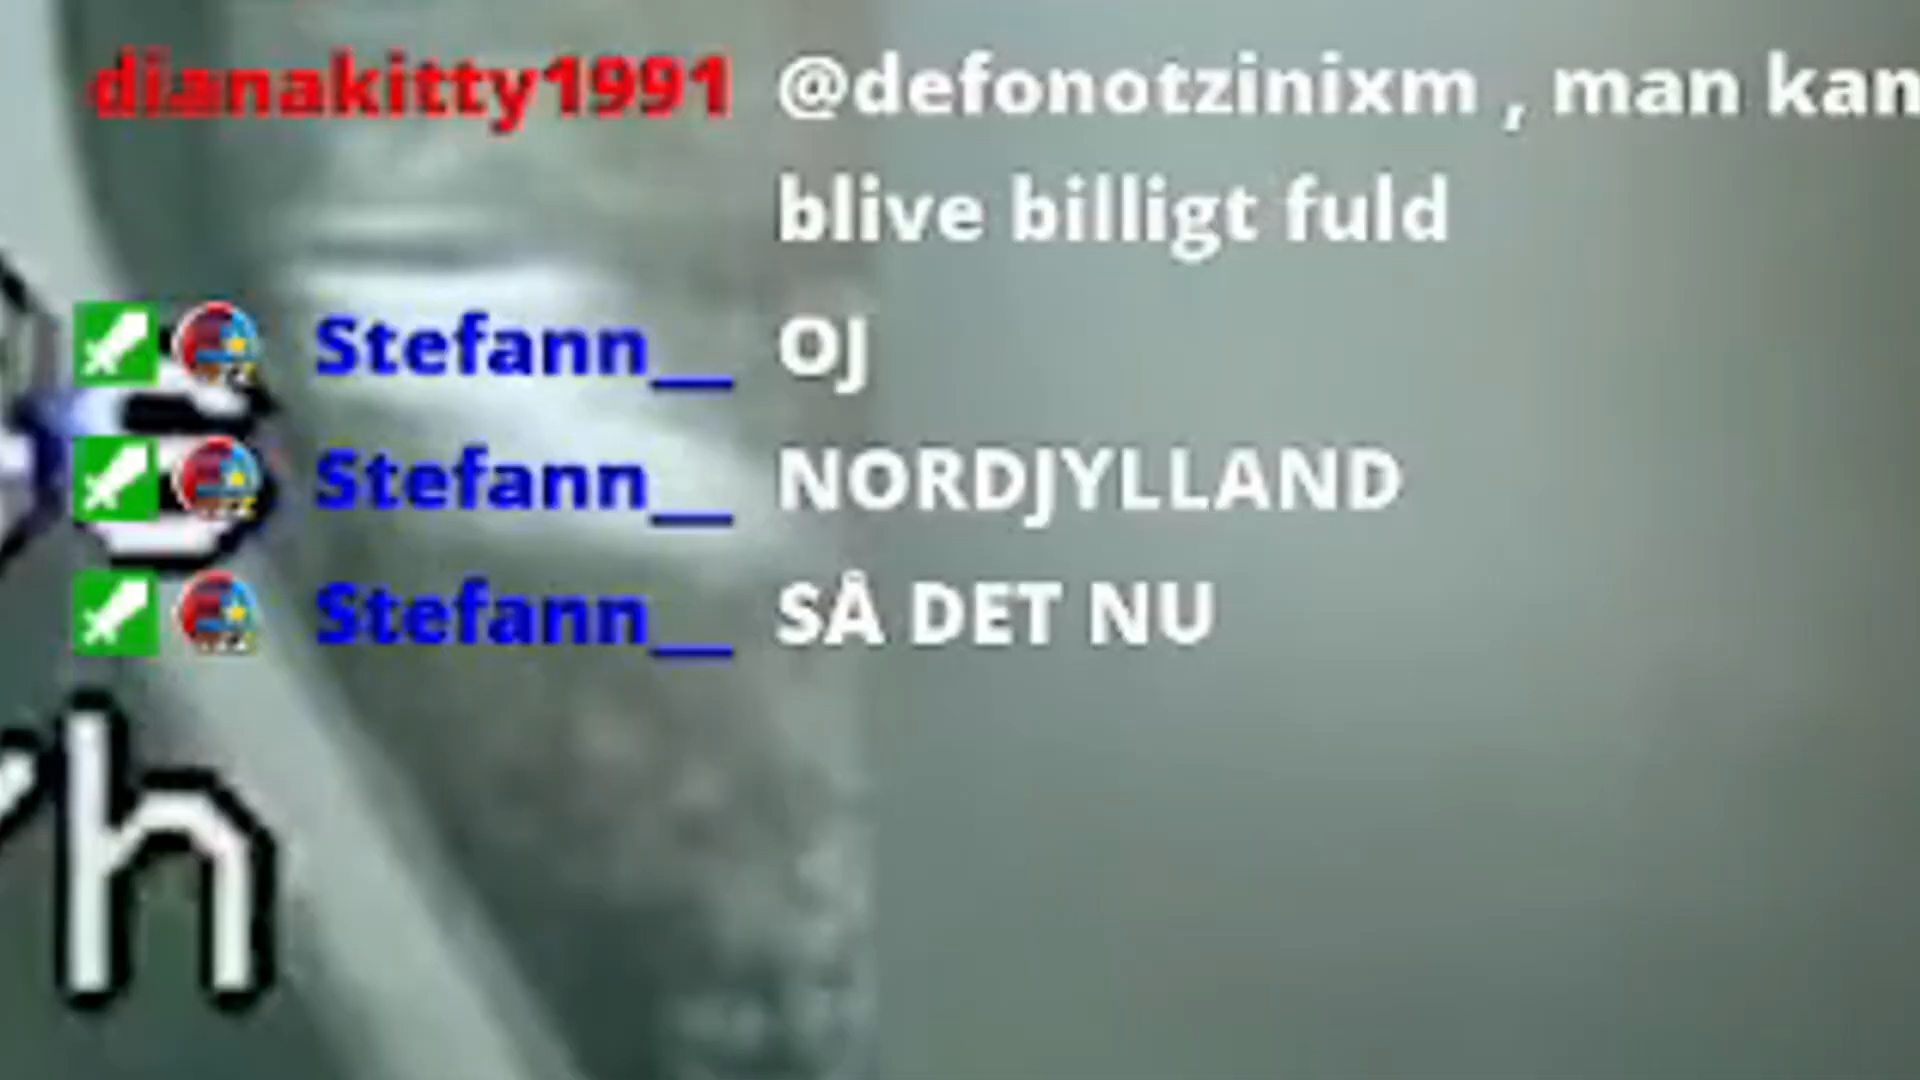 dianakitty1991 @defonotzinixm , man kan
blive billigt fuld
Stefann__ OJ
Stefann__ NORDJYLLAND
Stefann__ SÅ DET NU
h